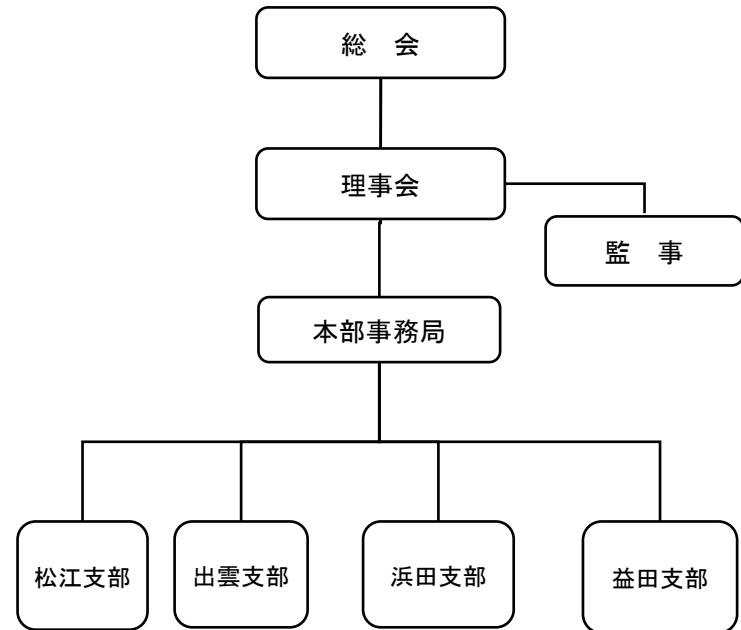 総　会
理事会
監　事
本部事務局
松江支部
出雲支部
浜田支部
益田支部